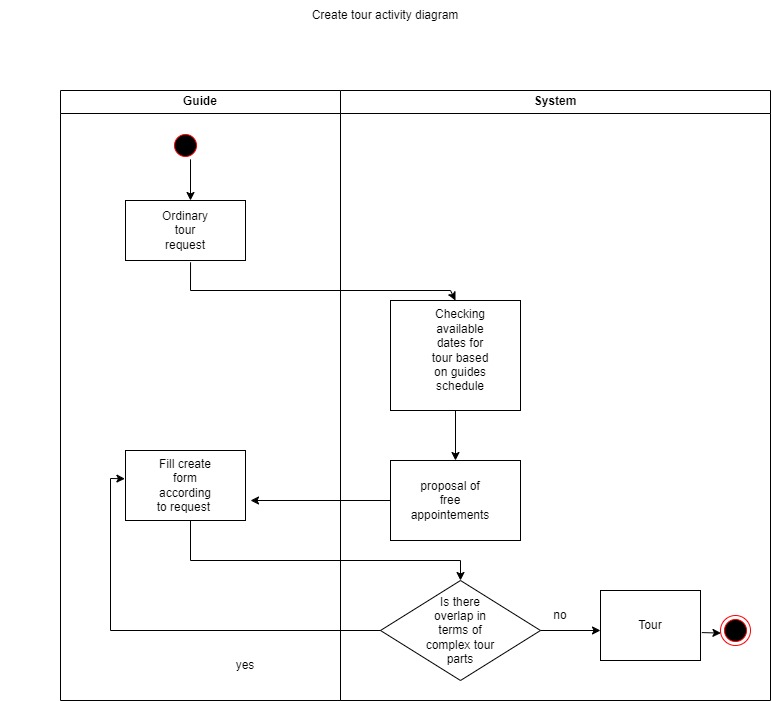 Create tour activity diagram
Guide
System
Ordinary
tour
request
Checking
available
dates for
tour based
on guides
schedule
Fill create
form
according
to request
proposal of
free
appointements
Is there
overlap in
terms of
complex tour
parts
no
Tour
yes